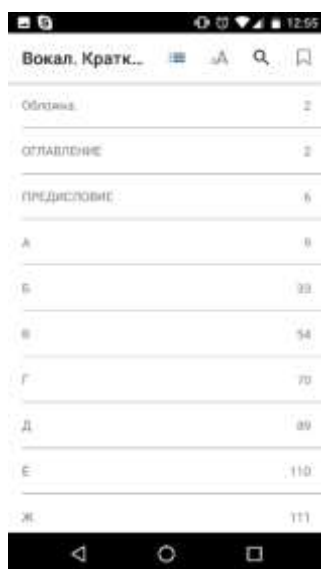 12:55
Вокал. Кратк...
Обложка 2
ОГЛАВЛЕНИЕ 2
ПРЕДИСЛОВИЕ 6
А 9
Б 33
В 54
Г 70
Д 89
Е 110
Ж 111